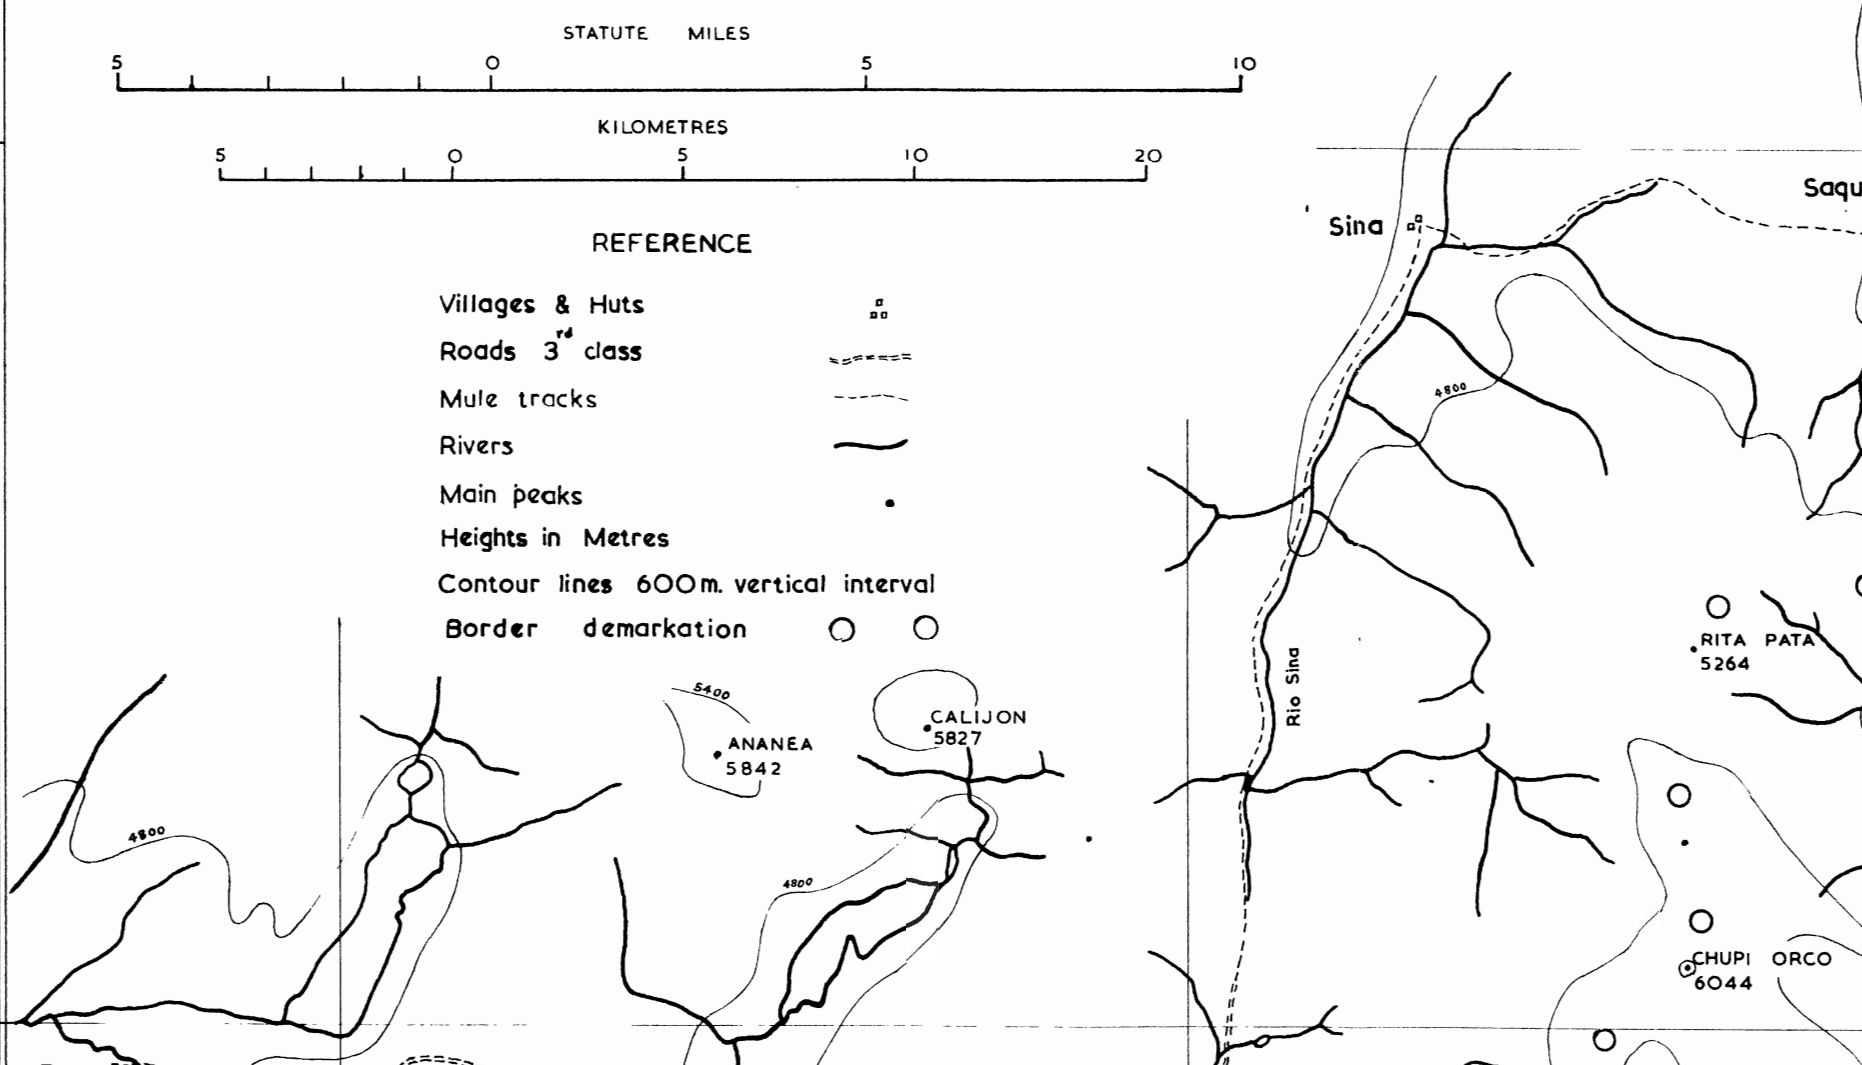 STATUTE MILES
5 0 5 10
KILOMETRES
5 0 5 10 20
REFERENCE
Villages & Huts
Roads 3rd class
Mule tracks
Rivers
Main peaks
Heights in Metres
Contour lines 600m. vertical interval
Border demarkation
Saqu
Sina
4800
Rio Sina
RITA PATA
5264
5400
CALIJON
5827
ANANEA
5842
4800
4800
CHUPI ORCO
6044